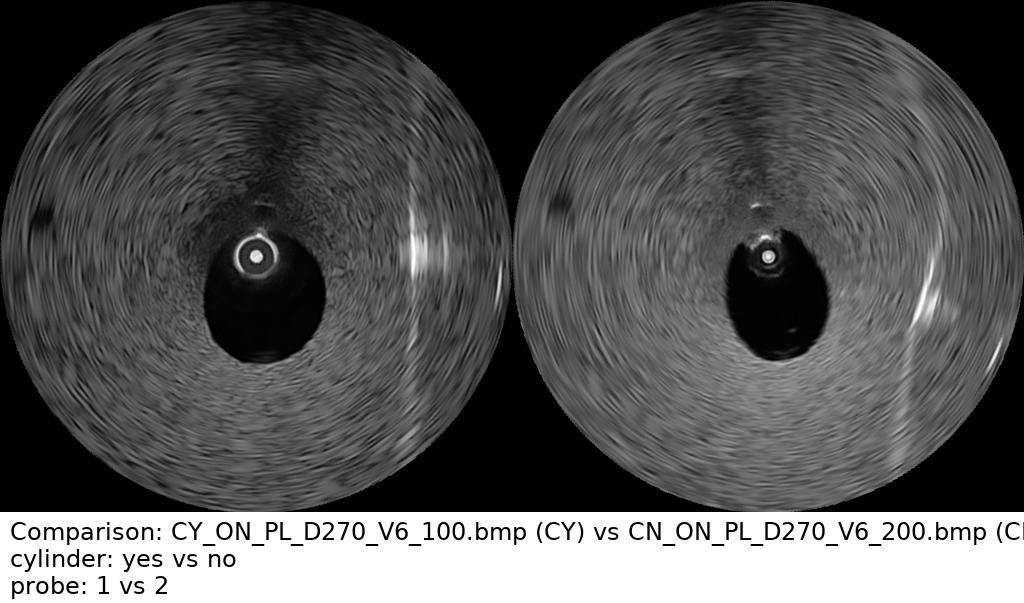 Comparison: CY_ON_PL_D270_V6_100.bmp (CY) vs CN_ON_PL_D270_V6_200.bmp
cylinder: yes vs no
probe: 1 vs 2